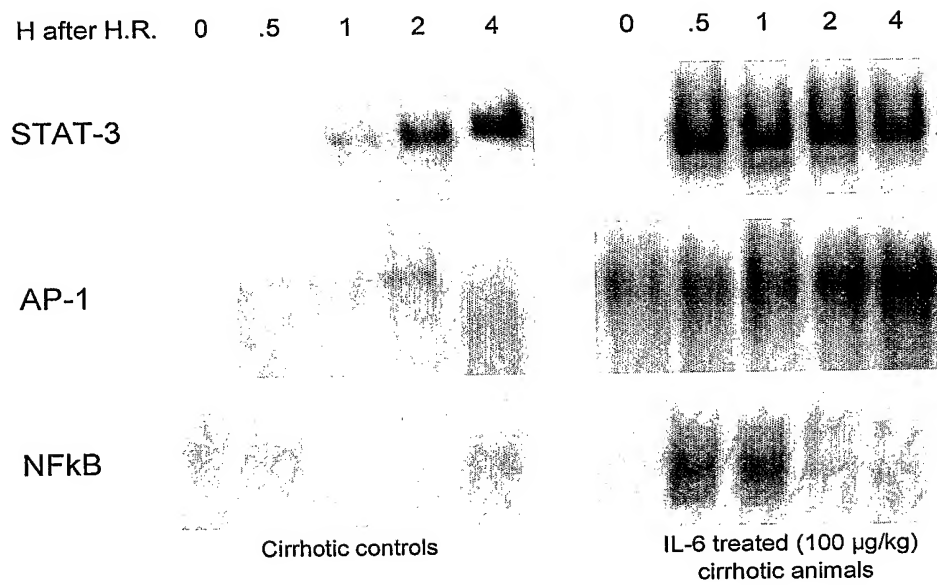 H after H.R. 0 .5 1 2 4 0 .5 1 2 4
STAT-3
AP-1
NFkB
Cirrhotic controls
IL-6 treated (100 µg/kg)
cirrhotic animals